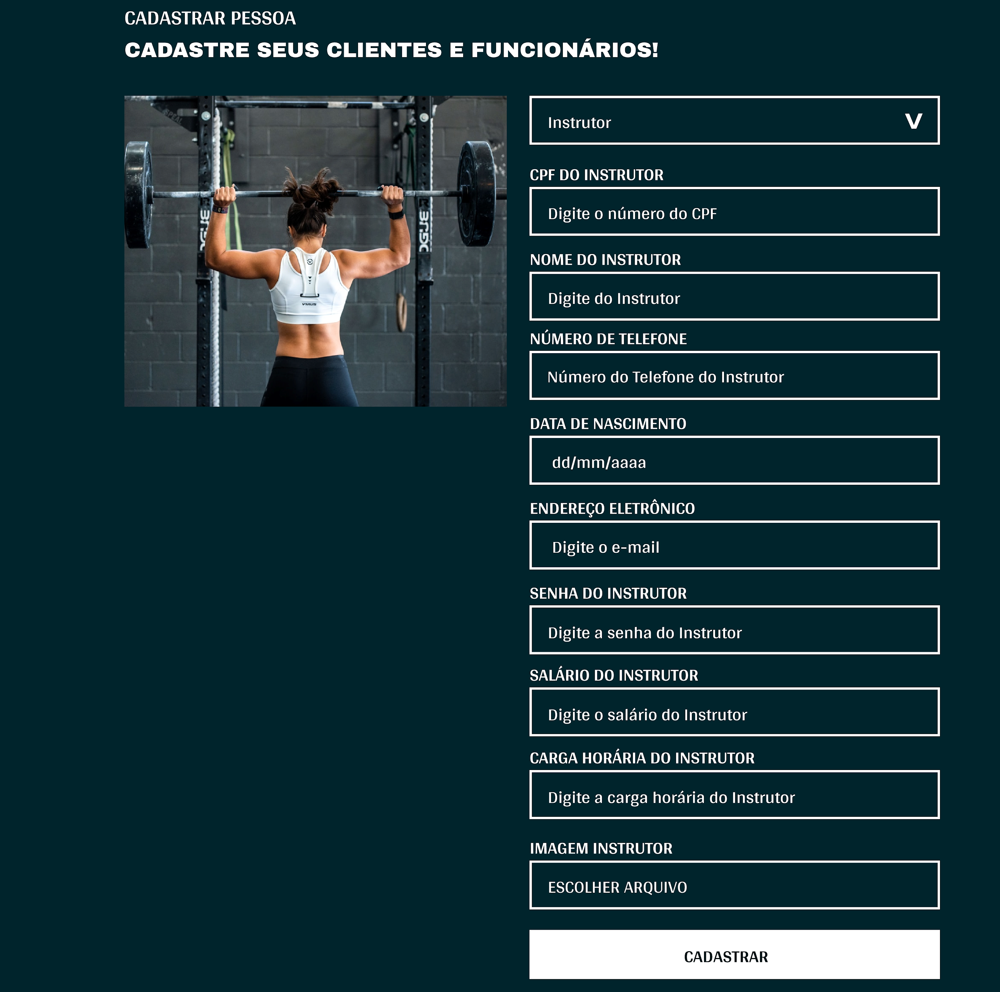 CADASTRAR PESSOA
CADASTRE SEUS CLIENTES E FUNCIONÁRIOS!
VIRUS
Instrutor V
CPF DO INSTRUTOR
Digite o número do CPF
NOME DO INSTRUTOR
Digite do Instrutor
NÚMERO DE TELEFONE
Número do Telefone do Instrutor
DATA DE NASCIMENTO
dd/mm/aaaa
ENDEREÇO ELETRÔNICO
Digite o e-mail
SENHA DO INSTRUTOR
Digite a senha do Instrutor
SALÁRIO DO INSTRUTOR
Digite o salário do Instrutor
CARGA HORÁRIA DO INSTRUTOR
Digite a carga horária do Instrutor
IMAGEM INSTRUTOR
ESCOLHER ARQUIVO
CADASTRAR